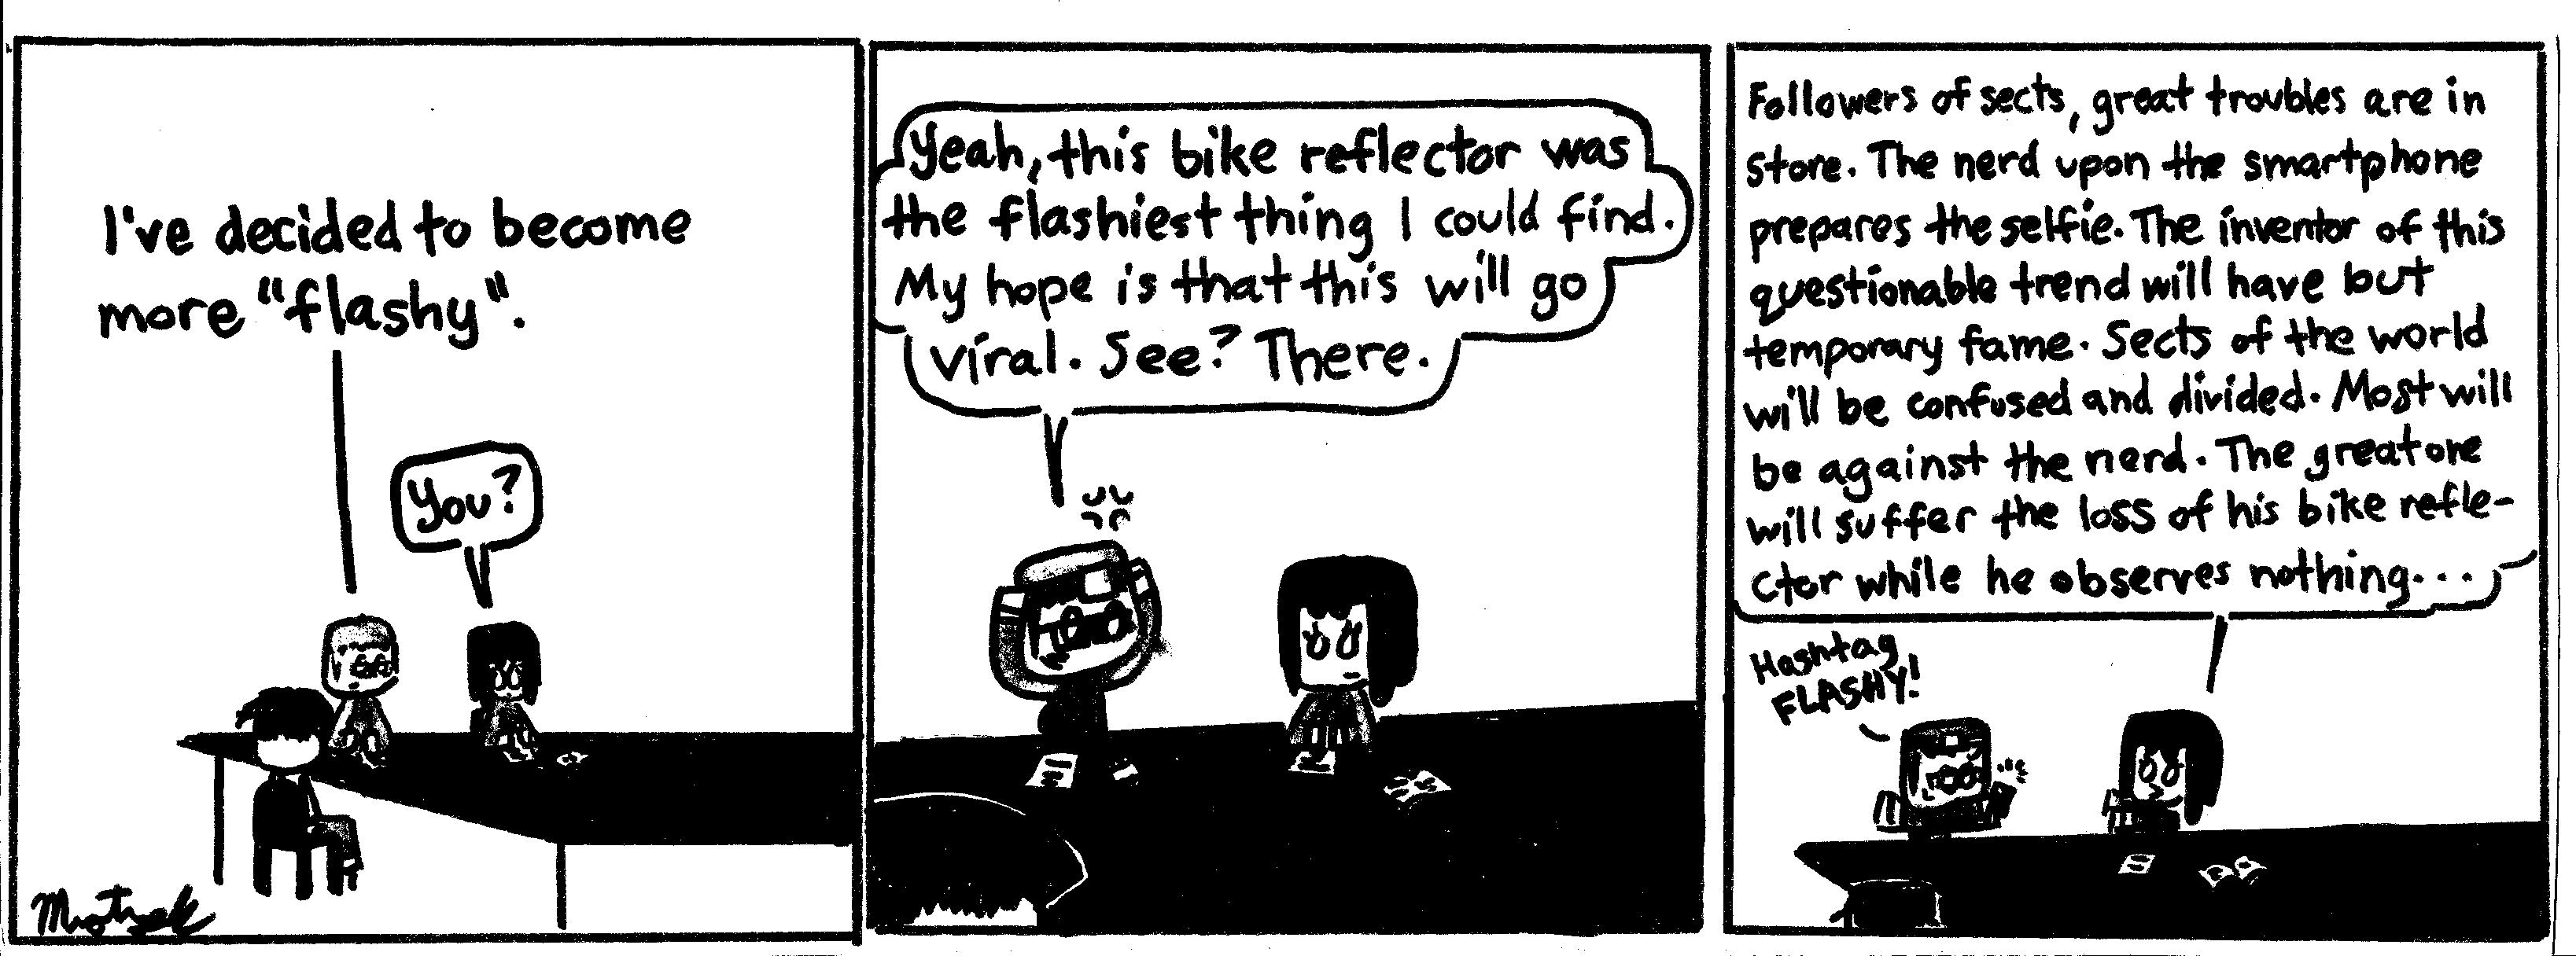 I've decided to become
more "flashy".
You?
Yeah, this bike reflector was
the flashiest thing I could find.
My hope is that this will go
viral. See? There.
Followers of sects, great troubles are in
store. The nerd upon the smartphone
prepares the selfie. The inventor of this
questionable trend will have but
temporary fame. Sects of the world
will be confused and divided. Most will
be against the nerd. The great one
will suffer the loss of his bike refle-
ctor while he observes nothing...
Hashtag
FLASHY!